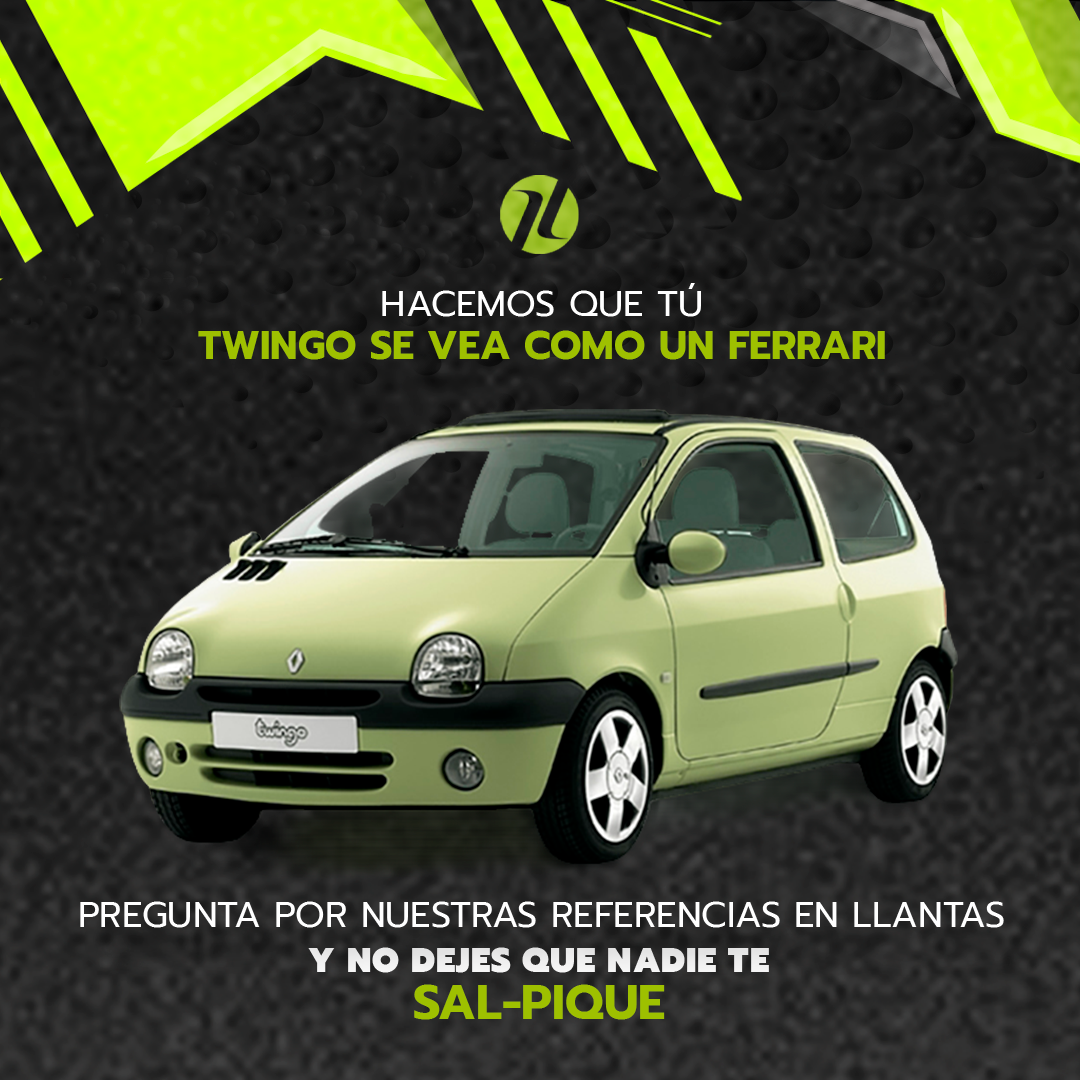 HACEMOS QUE TÚ
TWINGO SE VEA COMO UN FERRARI
twingo
PREGUNTA POR NUESTRAS REFERENCIAS EN LLANTAS
Y NO DEJES QUE NADIE TE
SAL-PIQUE